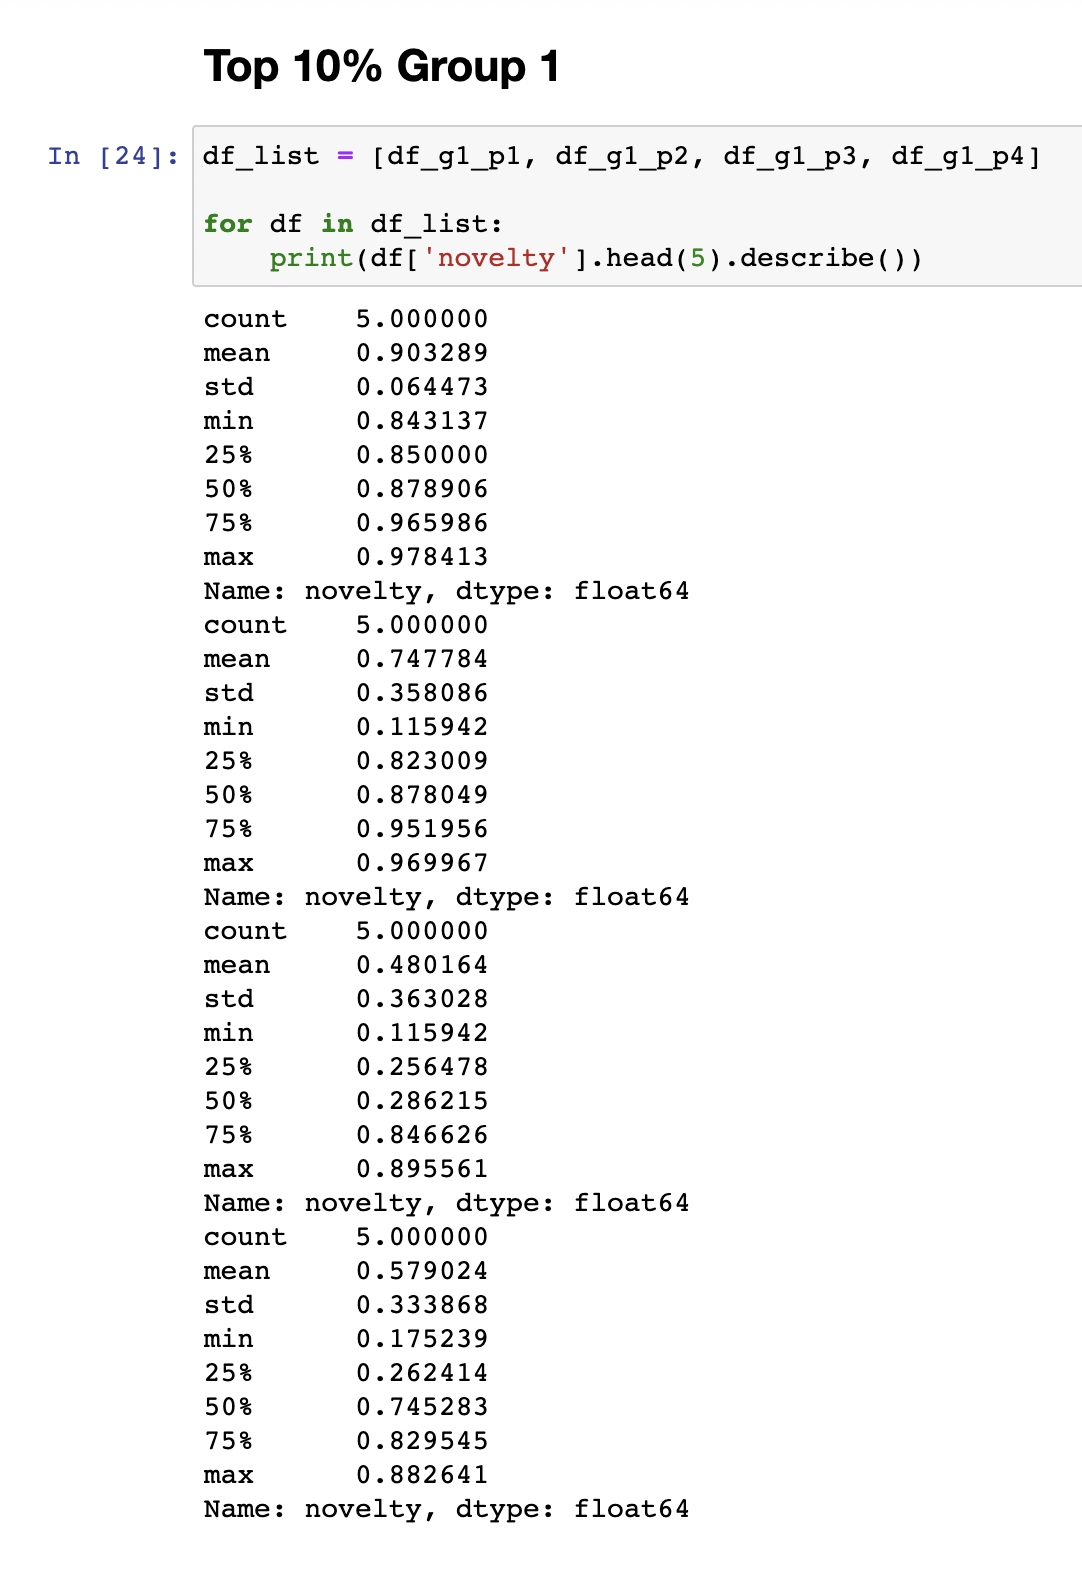 Top 10% Group 1
In [24]: df_list = [df_g1_p1, df_g1_p2, df_g1_p3, df_g1_p4]
for df in df_list:
    print(df['novelty'].head(5).describe())
count    5.000000
mean     0.903289
std      0.064473
min      0.843137
25%      0.850000
50%      0.878906
75%      0.965986
max      0.978413
Name: novelty, dtype: float64
count    5.000000
mean     0.747784
std      0.358086
min      0.115942
25%      0.823009
50%      0.878049
75%      0.951956
max      0.969967
Name: novelty, dtype: float64
count    5.000000
mean     0.480164
std      0.363028
min      0.115942
25%      0.256478
50%      0.286215
75%      0.846626
max      0.895561
Name: novelty, dtype: float64
count    5.000000
mean     0.579024
std      0.333868
min      0.175239
25%      0.262414
50%      0.745283
75%      0.829545
max      0.882641
Name: novelty, dtype: float64